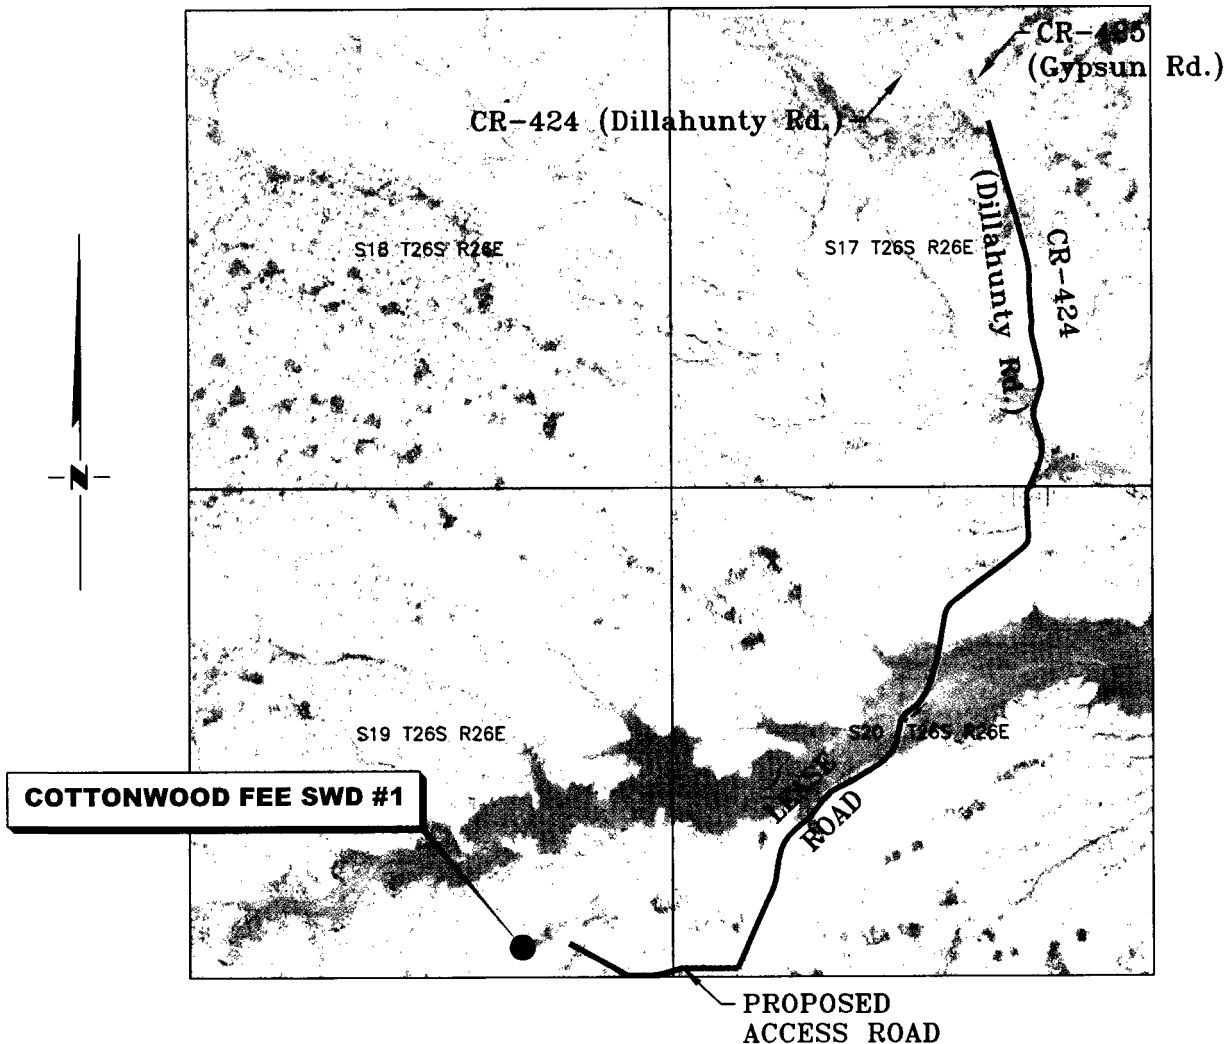 CR-495
(Gypsun Rd.)
CR-424 (Dillahunty Rd.)
(Dillahunty Rd.)
CR-424
S18 T26S R26E
S17 T26S R26E
N
S19 T26S R26E
S20 T26S R26E
COTTONWOOD FEE SWD #1
LEASE
ROAD
PROPOSED
ACCESS ROAD